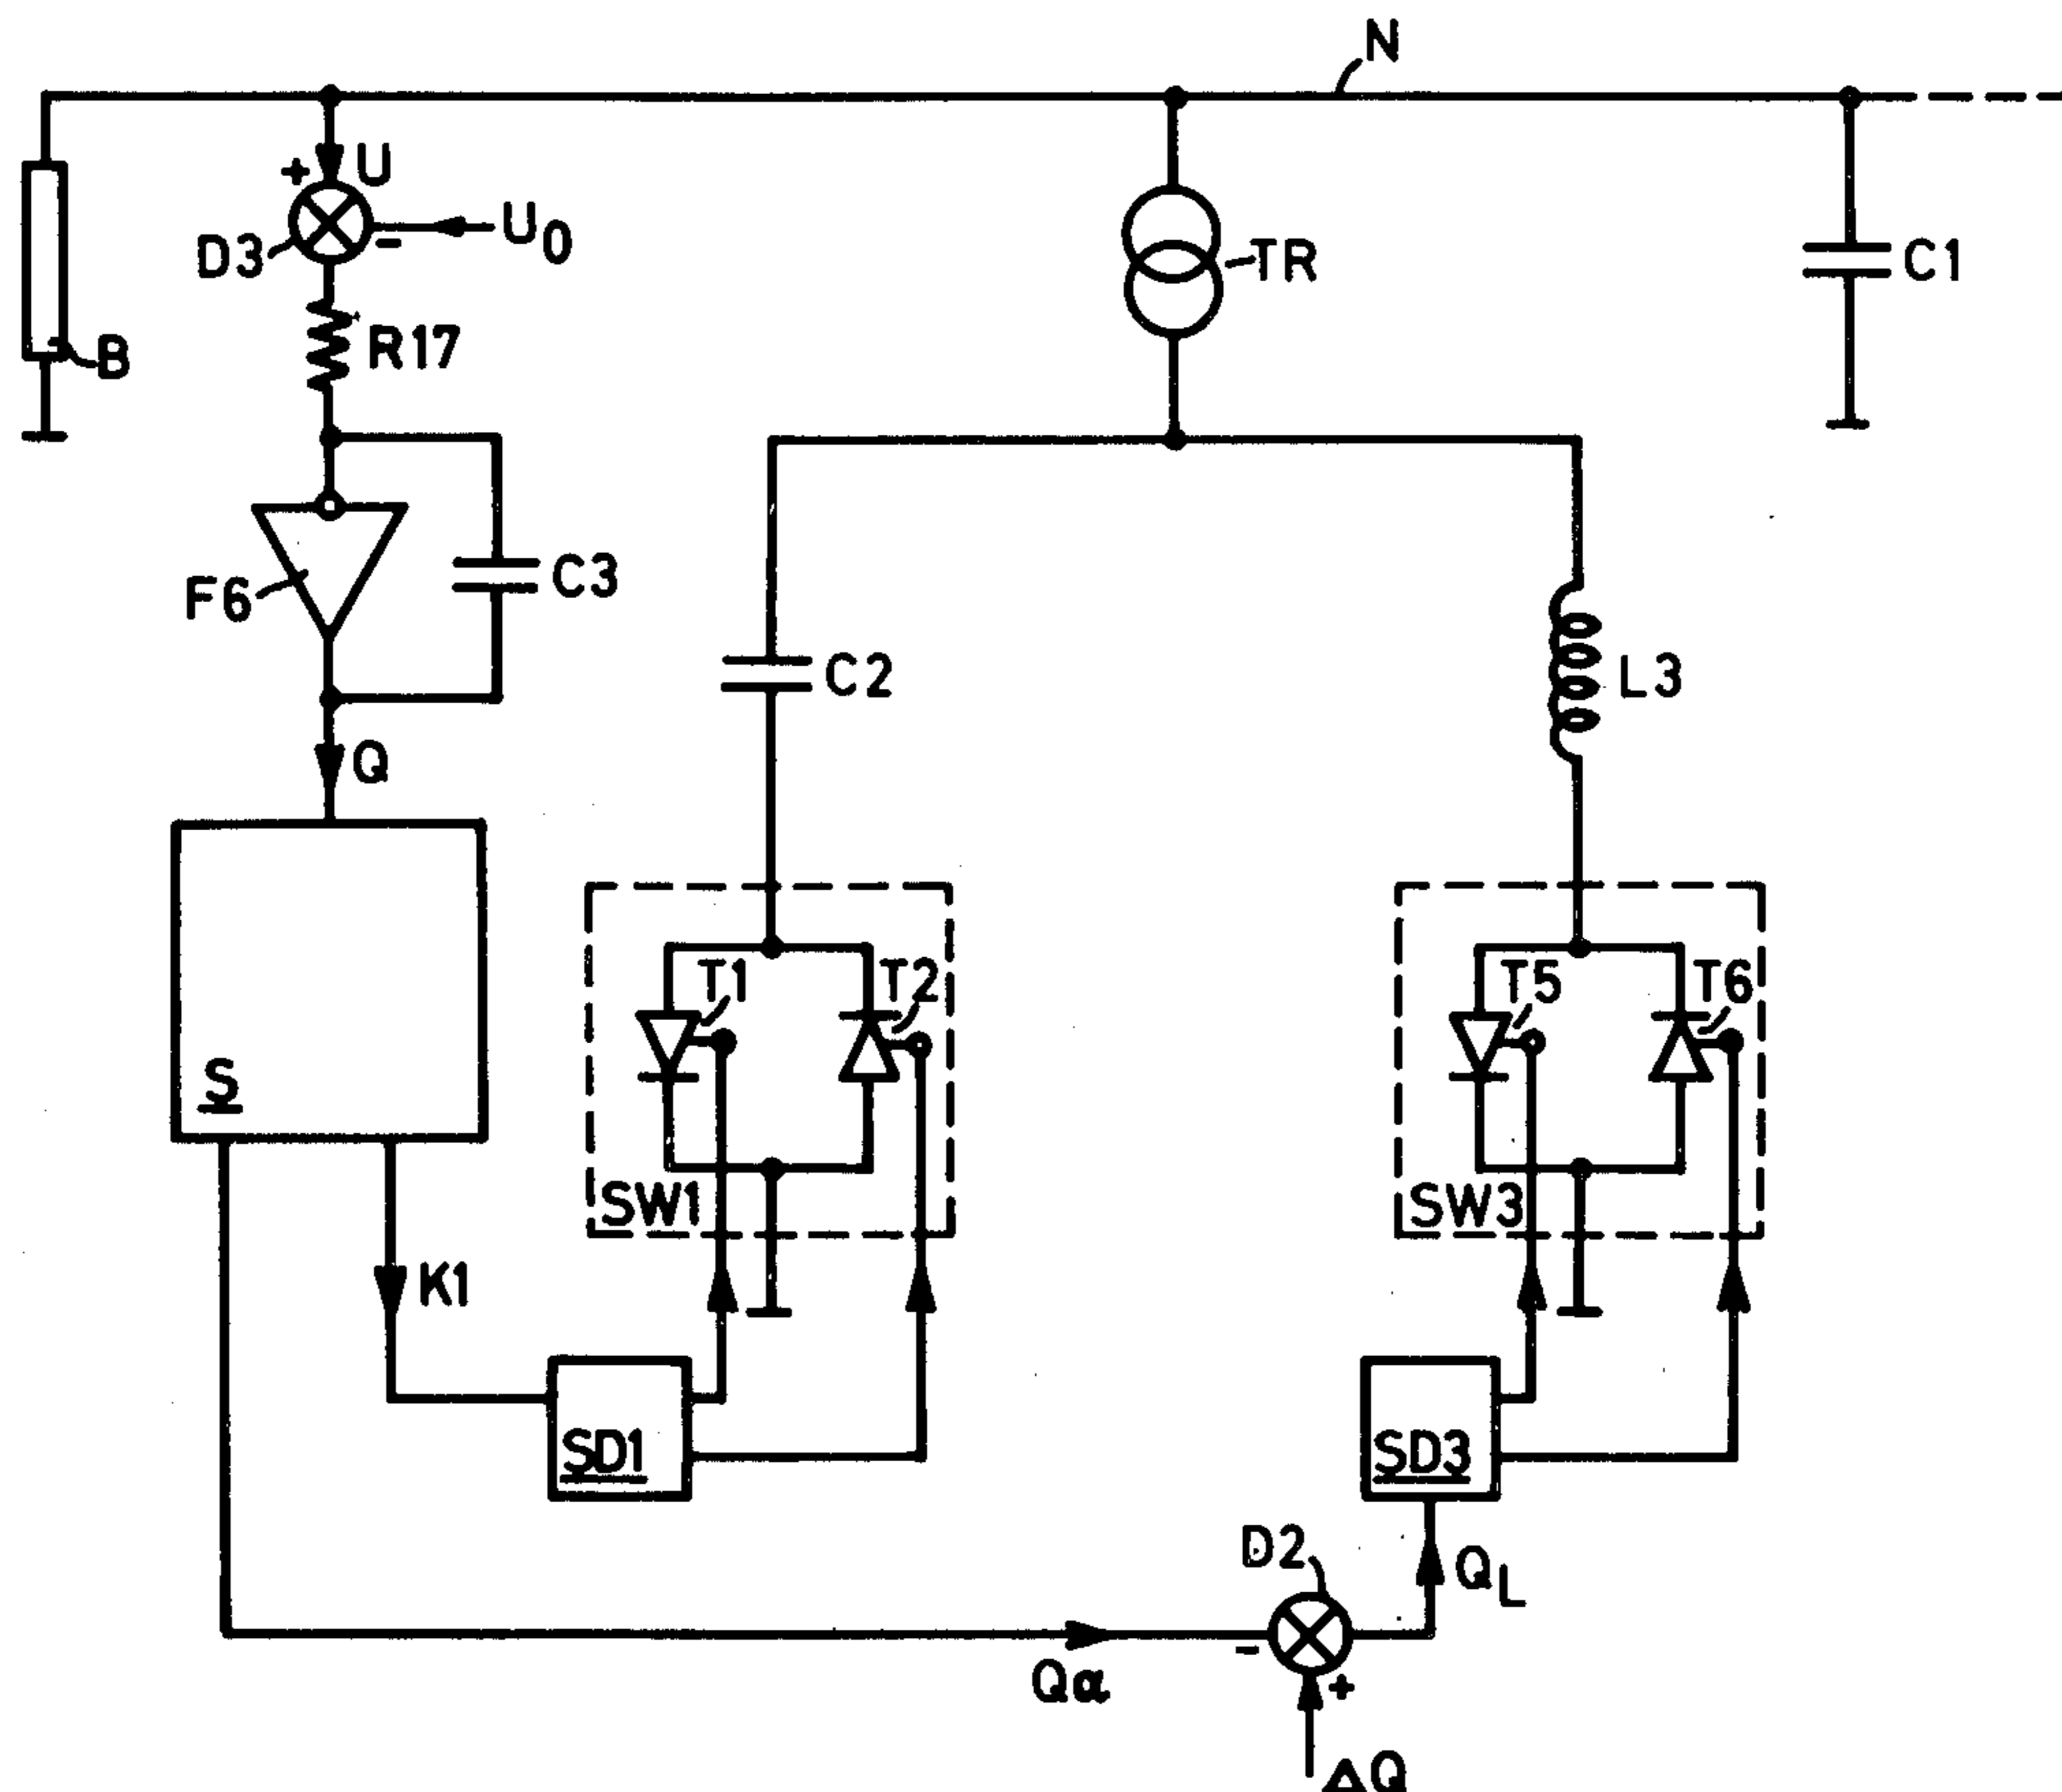 N
+ U
D3
- U0
B
R17
TR
C1
F6
C3
C2
L3
Q
S
T1
T2
T5
T6
SW1
SW3
K1
SD1
SD3
D2
QL
-
Qα
+
ΔQ